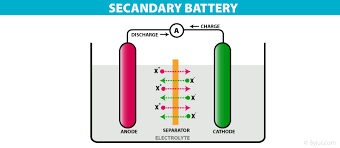 SECANDARY BATTERY
A
DISCHARGE
CHARGE
X⁺
X⁻
X⁺
X⁻
X⁺
X⁻
ANODE
SEPARATOR
CATHODE
ELECTROLYTE
© Byjus.com